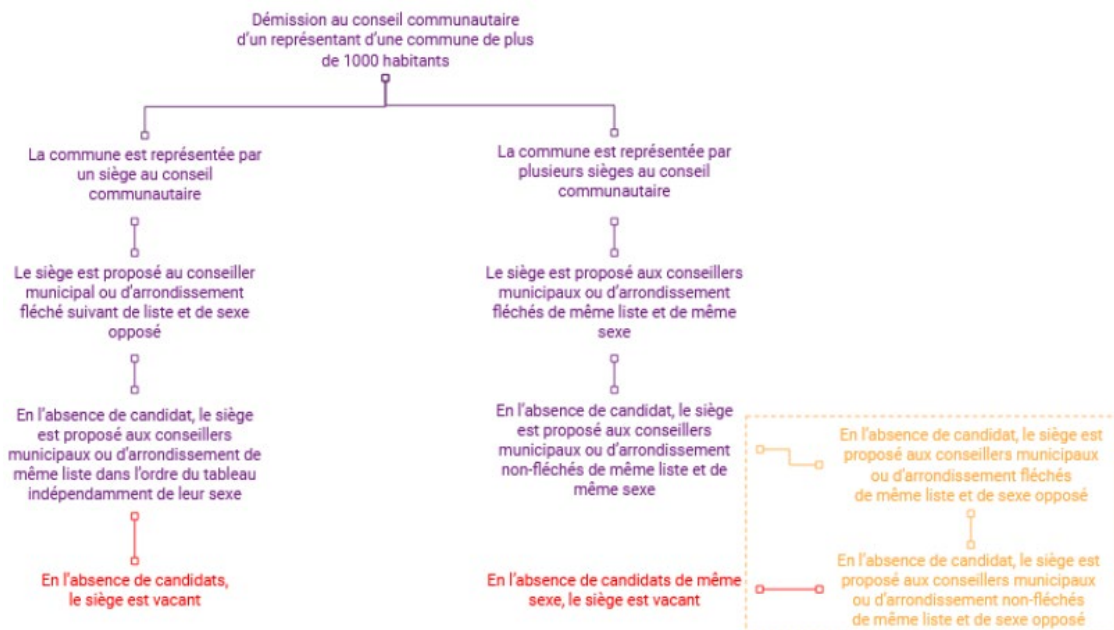 Démission au conseil communautaire
d'un représentant d'une commune de plus
de 1000 habitants
La commune est représentée par
un siège au conseil
communautaire
Le siège est proposé au conseiller
municipal ou d'arrondissement
fléché suivant de liste et de sexe
opposé
En l'absence de candidat, le siège
est proposé aux conseillers
municipaux ou d'arrondissement de
même liste dans l'ordre du tableau
indépendamment de leur sexe
En l'absence de candidats,
le siège est vacant
La commune est représentée par
plusieurs sièges au conseil
communautaire
Le siège est proposé aux conseillers
municipaux ou d'arrondissement
fléchés de même liste et de même
sexe
En l'absence de candidat, le siège
est proposé aux conseillers
municipaux ou d'arrondissement
non-fléchés de même liste et de
même sexe
En l'absence de candidats de même
sexe, le siège est vacant
En l'absence de candidat, le siège est
proposé aux conseillers municipaux
ou d'arrondissement fléchés
de même liste et de sexe opposé
En l'absence de candidat, le siège est
proposé aux conseillers municipaux
ou d'arrondissement non-fléchés
de même liste et de sexe opposé